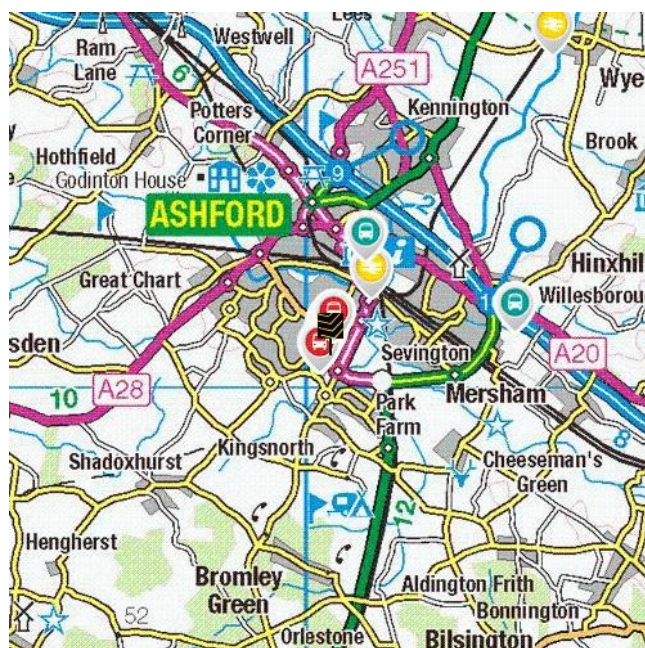 Lees
Westwell
Ram
Lane
6
A251
Wye
Potters
Corner
Kennington
Hothfield
Brook
Godinton House
9
ASHFORD
2
Great Chart
Hinxhil
1
Willesborou
sden
Sevington
A20
A28
10
Mersham
Park
Farm
8
Kingsnorth
Shadoxhurst
Cheeseman's
Green
12
Hengherst
Bromley
Green
Aldington Frith
52
Bonnington
Orlestone
Bilsington